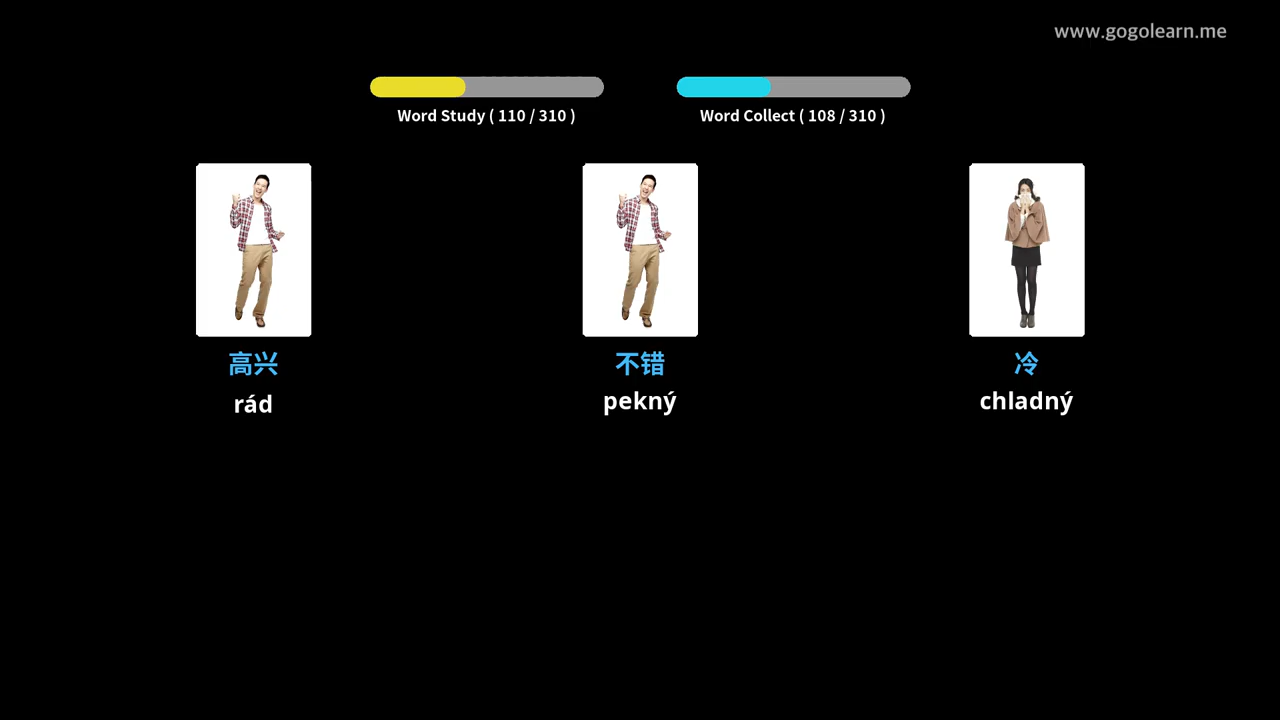 www.gogolearn.me
Word Study ( 110 / 310 )
Word Collect ( 108 / 310 )
高兴
不错
冷
rád
pekný
chladný